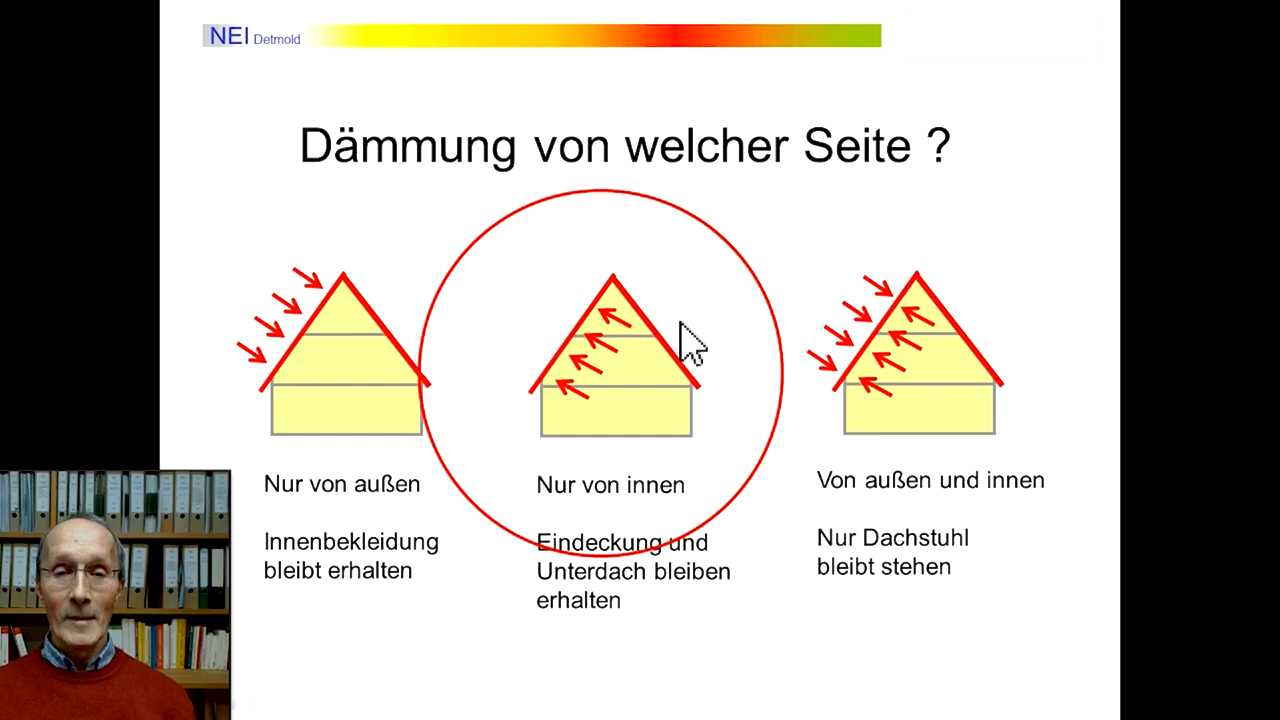 NEI Detmold
Dämmung von welcher Seite ?
Nur von außen
Innenbekleidung
bleibt erhalten
Nur von innen
Eindeckung und
Unterdach bleiben
erhalten
Von außen und innen
Nur Dachstuhl
bleibt stehen